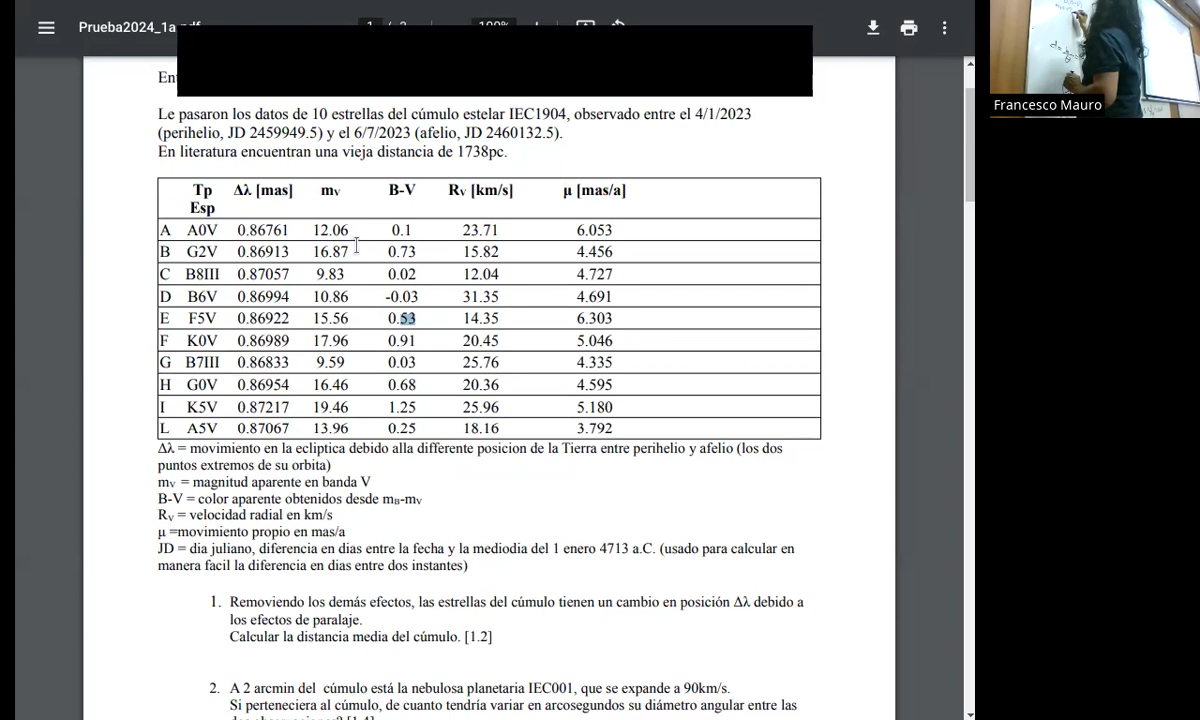 Prueba2024_1a.pdf
1 / 2
100%
Francesco Mauro
Le pasaron los datos de 10 estrellas del cúmulo estelar IEC1904, observado entre el 4/1/2023
(perihelio, JD 2459949.5) y el 6/7/2023 (afelio, JD 2460132.5).
En literatura encuentran una vieja distancia de 1738pc.
Tp Δλ [mas] mv B-V Rv [km/s] μ [mas/a]
Esp
A A0V 0.86761 12.06 0.1 23.71 6.053
B G2V 0.86913 16.87 0.73 15.82 4.456
C B8III 0.87057 9.83 0.02 12.04 4.727
D B6V 0.86994 10.86 -0.03 31.35 4.691
E F5V 0.86922 15.56 0.53 14.35 6.303
F K0V 0.86989 17.96 0.91 20.45 5.046
G B7III 0.86833 9.59 0.03 25.76 4.335
H G0V 0.86954 16.46 0.68 20.36 4.595
I K5V 0.87217 19.46 1.25 25.96 5.180
L A5V 0.87067 13.96 0.25 18.16 3.792
Δλ = movimiento en la ecliptica debido alla differente posicion de la Tierra entre perihelio y afelio (los dos
puntos extremos de su orbita)
mv = magnitud aparente en banda V
B-V = color aparente obtenidos desde mB-mv
Rv = velocidad radial en km/s
μ =movimiento propio en mas/a
JD = dia juliano, diferencia en dias entre la fecha y la mediodia del 1 enero 4713 a.C. (usado para calcular en
manera facil la diferencia en dias entre dos instantes)
1. Removiendo los demás efectos, las estrellas del cúmulo tienen un cambio en posición Δλ debido a
los efectos de paralaje.
Calcular la distancia media del cúmulo. [1.2]
2. A 2 arcmin del cúmulo está la nebulosa planetaria IEC001, que se expande a 90km/s.
Si perteneciera al cúmulo, de cuanto tendría variar en arcosegundos su diámetro angular entre las